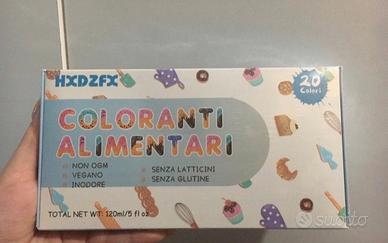 HXDZFX
20
Colori
COLORANTI
ALIMENTARI
NON OGM
VEGANO
INODORE
SENZA LATTICINI
SENZA GLUTINE
TOTAL NET WT: 120ml/5 fl oz
subito